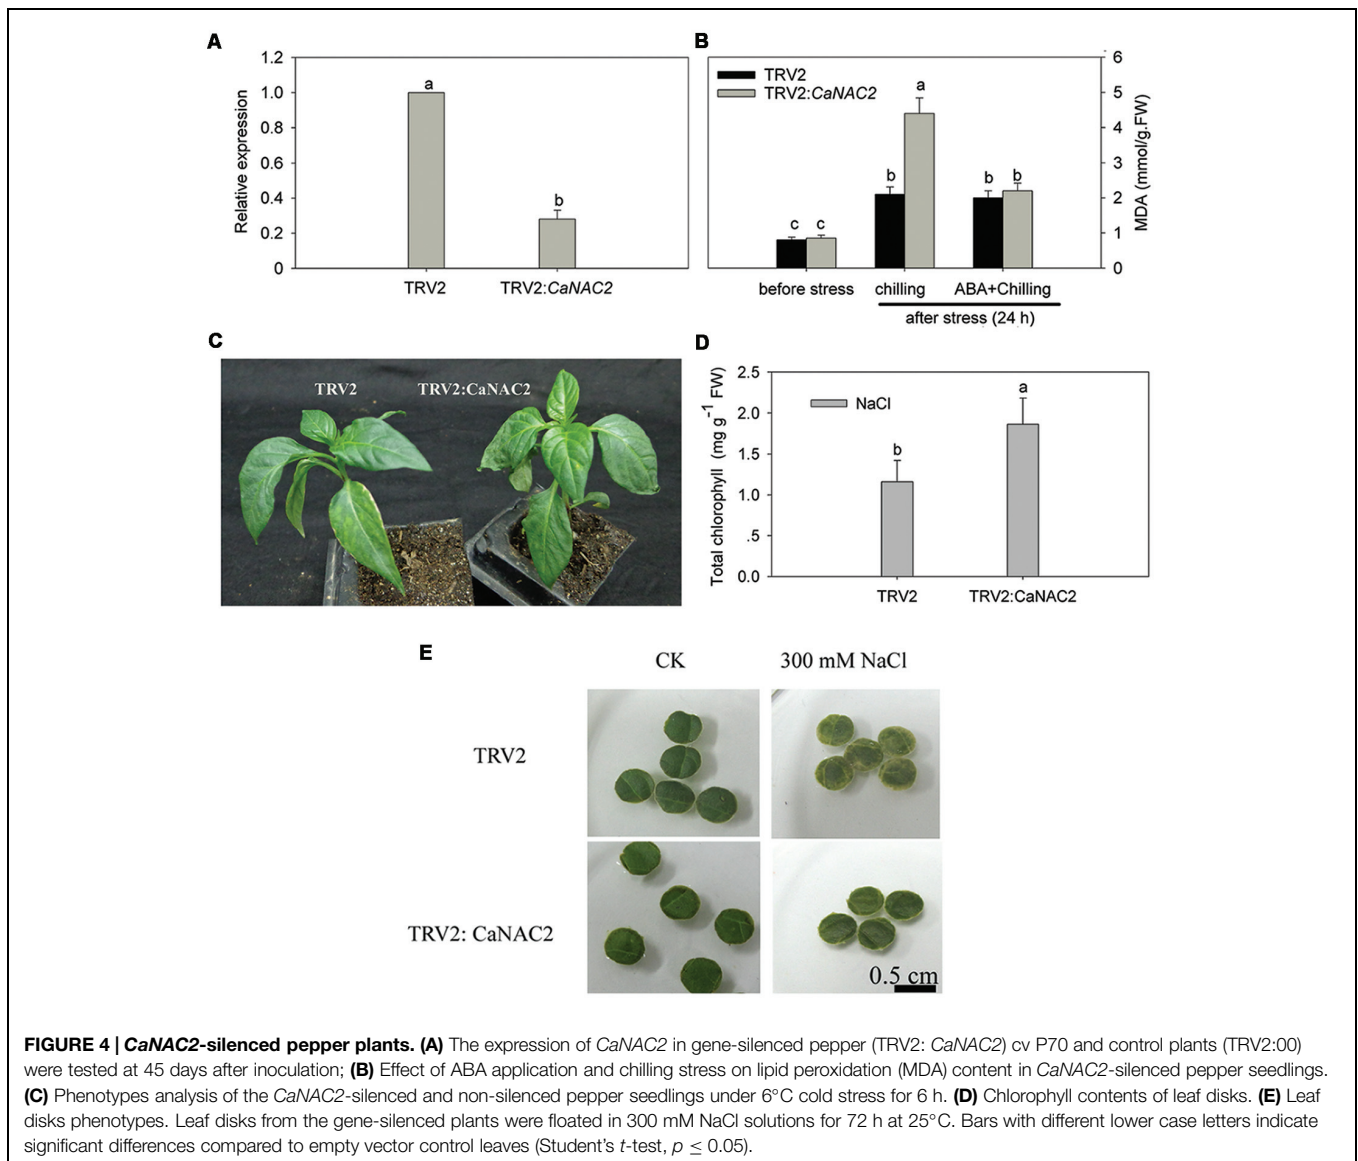 A
1.2
1.0
0.8
0.6
0.4
0.2
0
Relative expression
a
b
TRV2
TRV2:CaNAC2
B
TRV2
TRV2:CaNAC2
6
5
4
3
2
1
0
MDA (mmol/g.FW)
c c
b a
b b
before stress
chilling
ABA+Chilling
after stress (24 h)
C
TRV2
TRV2:CaNAC2
D
2.5
2.0
1.5
1.0
.5
0.0
Total chlorophyll (mg g-1 FW)
NaCl
b
a
TRV2
TRV2:CaNAC2
E
CK
300 mM NaCl
TRV2
TRV2: CaNAC2
0.5 cm
FIGURE 4 | CaNAC2-silenced pepper plants. (A) The expression of CaNAC2 in gene-silenced pepper (TRV2: CaNAC2) cv P70 and control plants (TRV2:00)
were tested at 45 days after inoculation; (B) Effect of ABA application and chilling stress on lipid peroxidation (MDA) content in CaNAC2-silenced pepper seedlings.
(C) Phenotypes analysis of the CaNAC2-silenced and non-silenced pepper seedlings under 6°C cold stress for 6 h. (D) Chlorophyll contents of leaf disks. (E) Leaf
disks phenotypes. Leaf disks from the gene-silenced plants were floated in 300 mM NaCl solutions for 72 h at 25°C. Bars with different lower case letters indicate
significant differences compared to empty vector control leaves (Student's t-test, p ≤ 0.05).